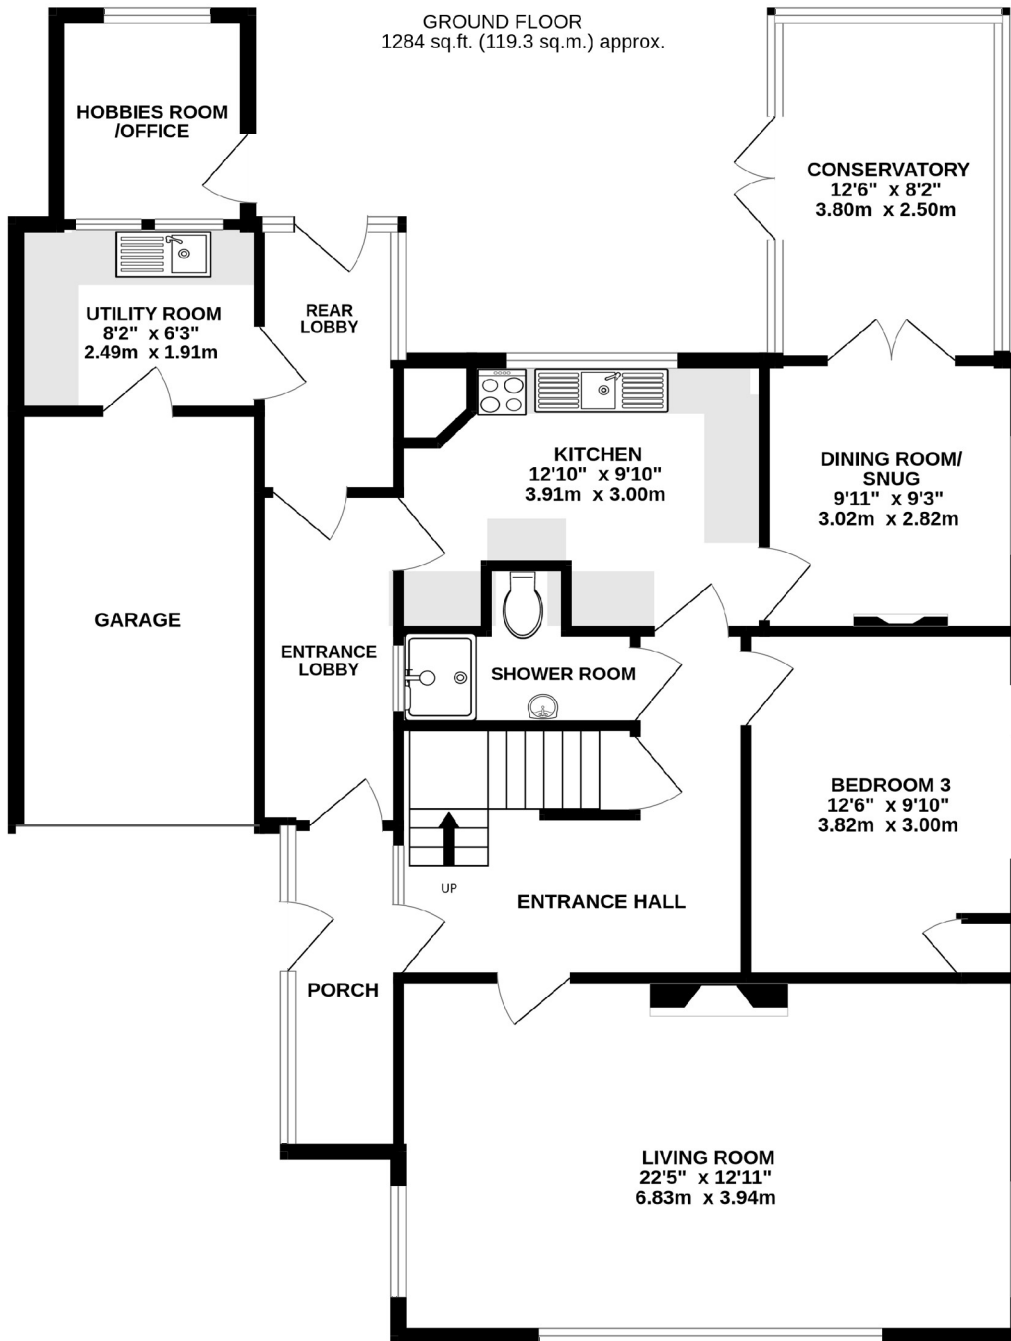 GROUND FLOOR
1284 sq.ft. (119.3 sq.m.) approx.
HOBBIES ROOM
/OFFICE
CONSERVATORY
12'6" x 8'2"
3.80m x 2.50m
UTILITY ROOM
8'2" x 6'3"
2.49m x 1.91m
REAR
LOBBY
KITCHEN
12'10" x 9'10"
3.91m x 3.00m
DINING ROOM/
SNUG
9'11" x 9'3"
3.02m x 2.82m
GARAGE
ENTRANCE
LOBBY
SHOWER ROOM
BEDROOM 3
12'6" x 9'10"
3.82m x 3.00m
UP
ENTRANCE HALL
PORCH
LIVING ROOM
22'5" x 12'11"
6.83m x 3.94m